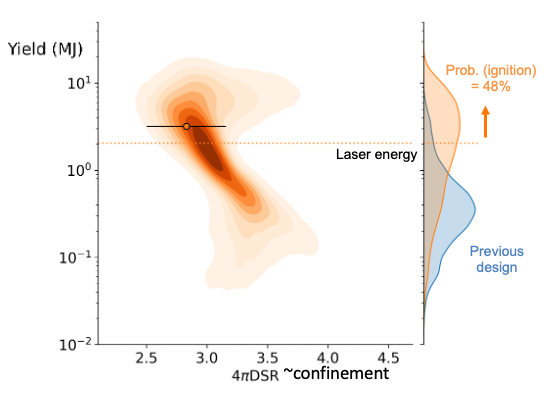 Yield (MJ)
10¹
10⁰
10⁻¹
10⁻²
2.5 3.0 3.5 4.0 4.5
4πDSR ~confinement
Laser energy
Prob. (ignition)
= 48%
Previous
design